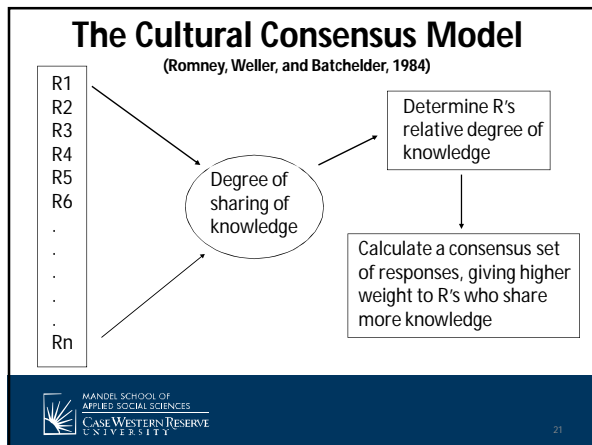 The Cultural Consensus Model
(Romney, Weller, and Batchelder, 1984)
R1
R2
R3
R4
R5
R6
.
.
.
.
.
Rn
Degree of
sharing of
knowledge
Determine R's
relative degree of
knowledge
Calculate a consensus set
of responses, giving higher
weight to R's who share
more knowledge
MANDEL SCHOOL OF
APPLIED SOCIAL SCIENCES
CASE WESTERN RESERVE
UNIVERSITY
21